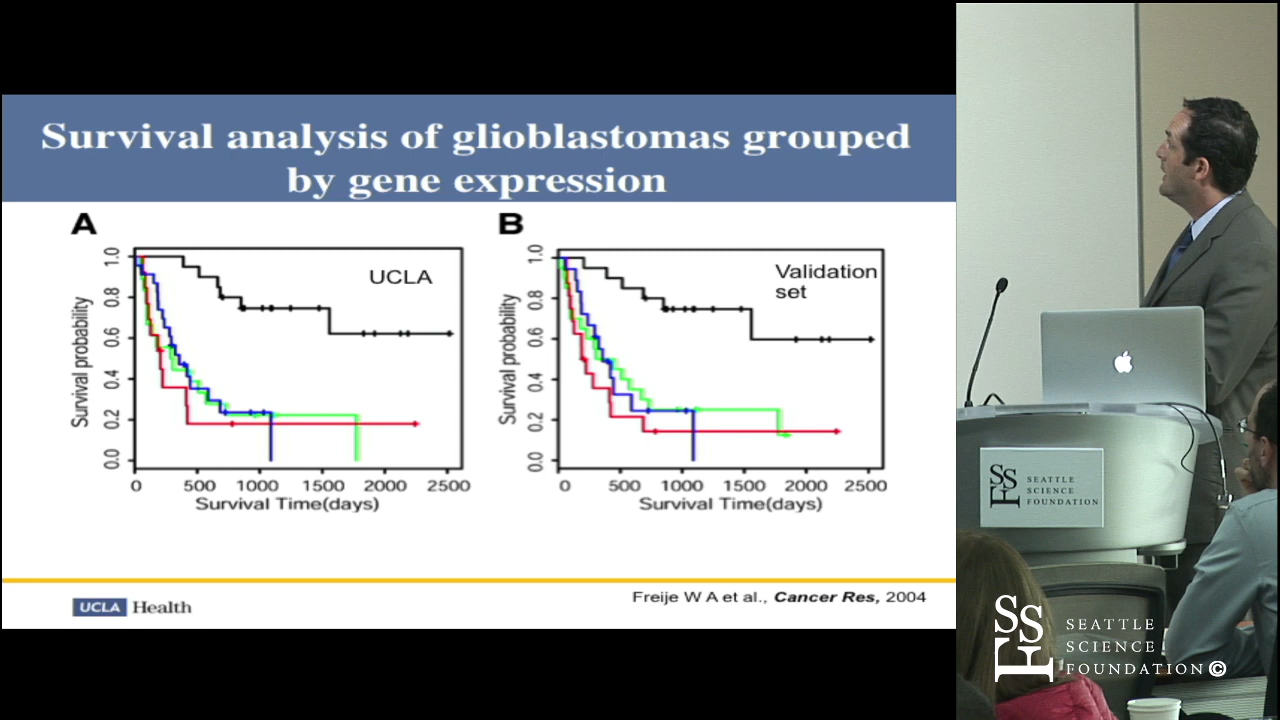 Survival analysis of glioblastomas grouped
by gene expression
A
UCLA
Survival probability
1.0
0.8
0.6
0.4
0.2
0.0
0 500 1000 1500 2000 2500
Survival Time(days)
B
Validation
set
Survival probability
1.0
0.8
0.6
0.4
0.2
0.0
0 500 1000 1500 2000 2500
Survival Time(days)
UCLA Health
Freije W A et al., Cancer Res, 2004
SSF
SEATTLE
SCIENCE
FOUNDATION
SSF
SEATTLE
SCIENCE
FOUNDATION©